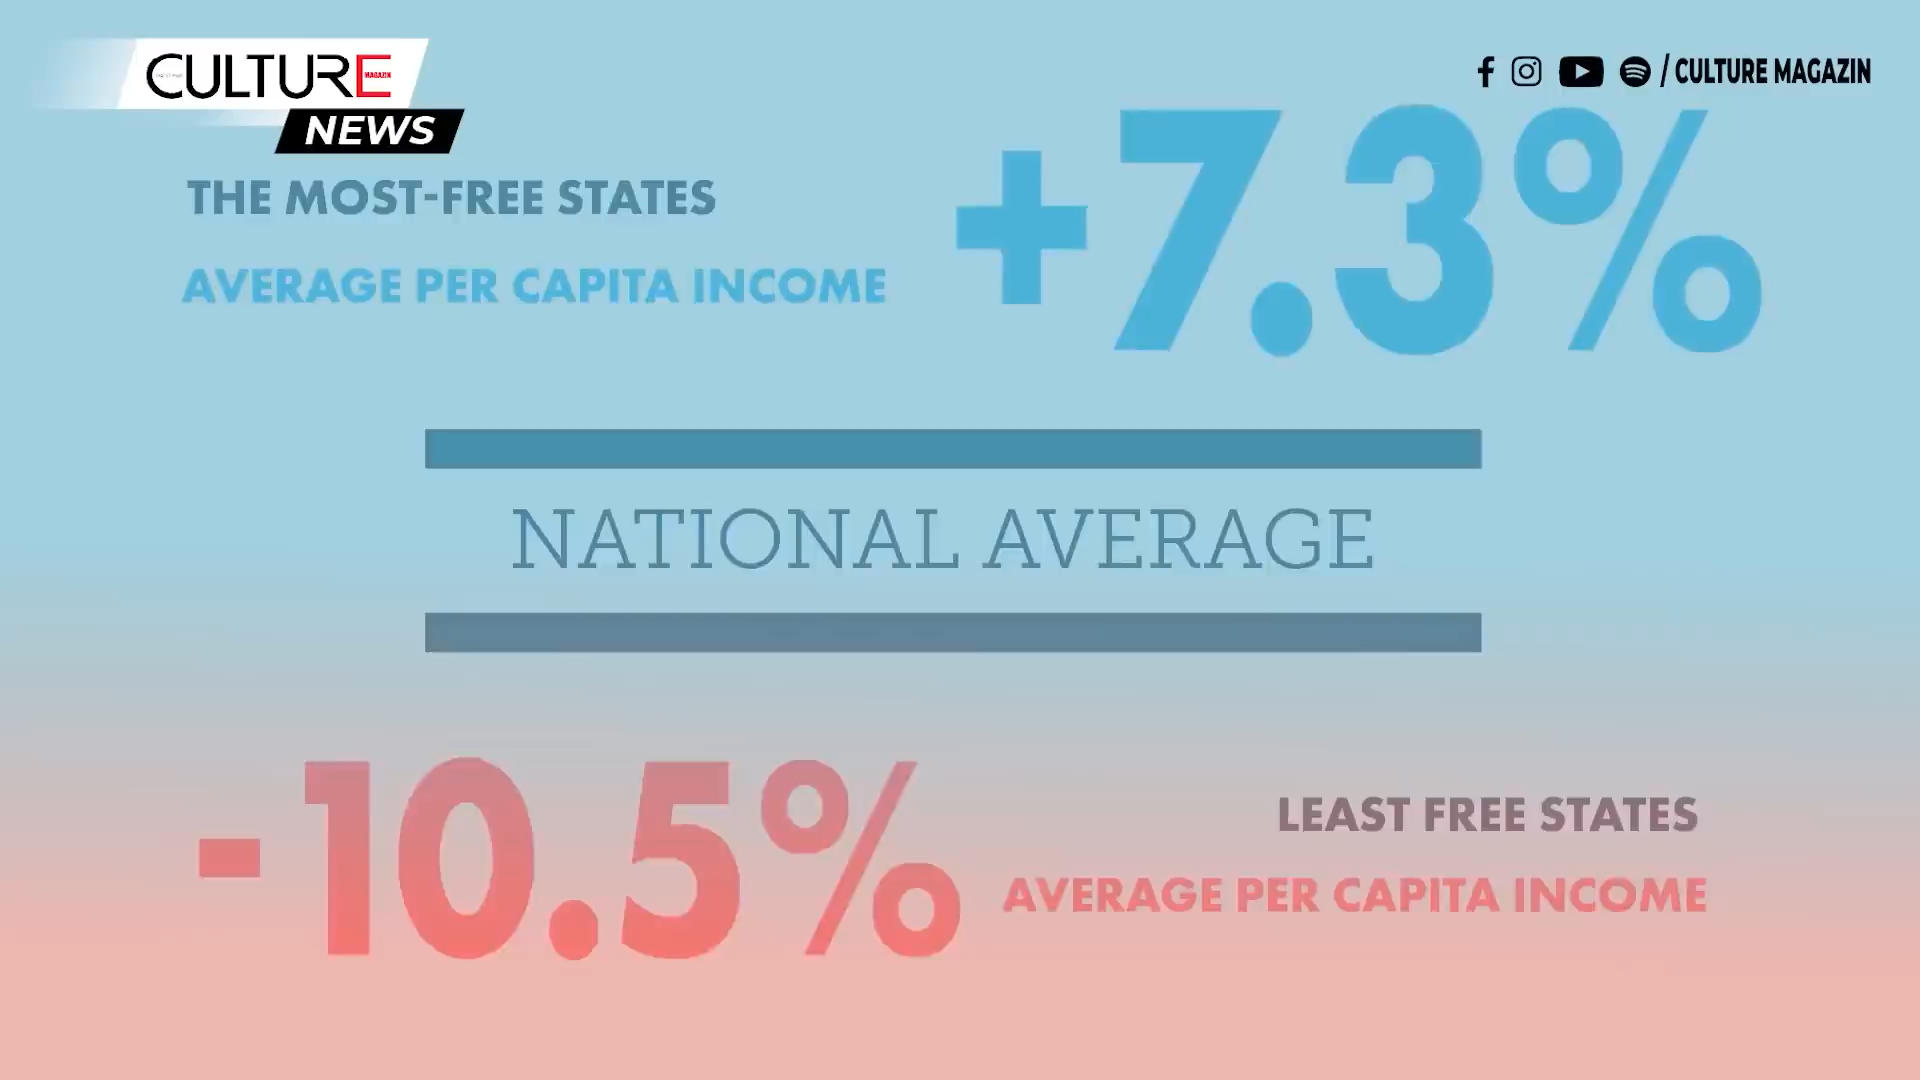 CULTURE
MAGAZIN
NEWS
/ CULTURE MAGAZIN
THE MOST-FREE STATES
AVERAGE PER CAPITA INCOME
+7.3%
NATIONAL AVERAGE
-10.5%
LEAST FREE STATES
AVERAGE PER CAPITA INCOME